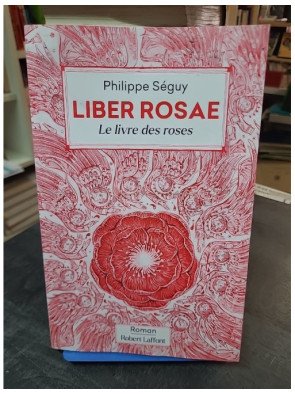 Philippe Séguy
LIBER ROSAE
Le livre des roses
Roman
Robert Laffont